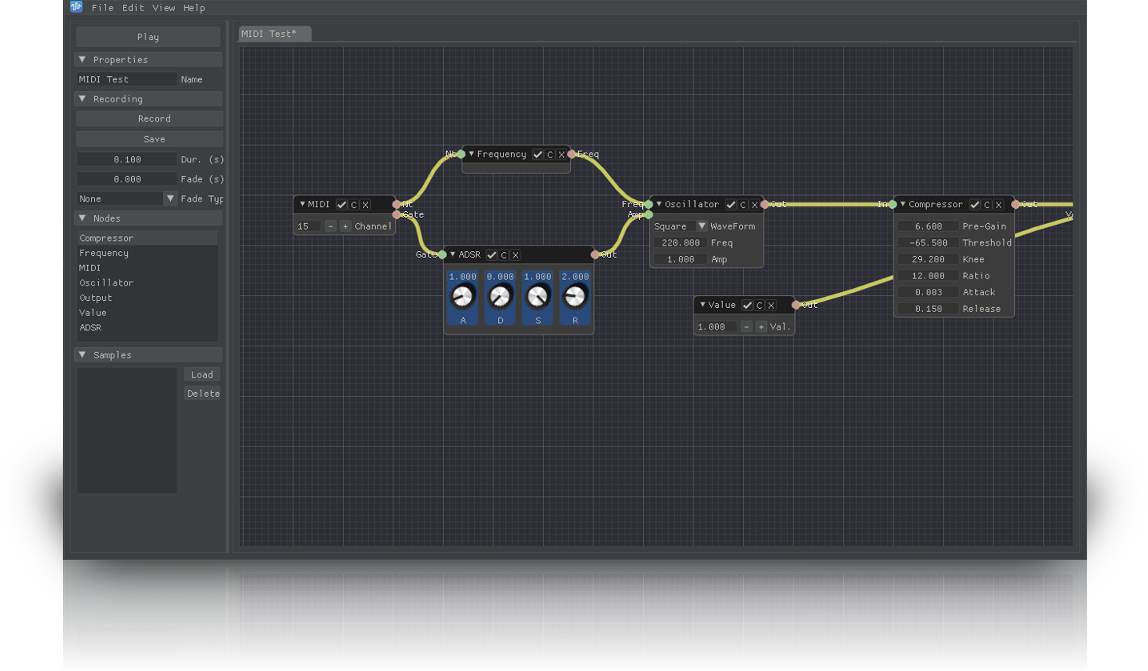 File Edit View Help
Play
Properties
MIDI Test Name
Recording
Record
Save
0.100 Dur. (s)
0.000 Fade (s)
None Fade Typ
Nodes
Compressor
Frequency
MIDI
Oscillator
Output
Value
ADSR
Samples
Load
Delete
MIDI Test*
Nt Frequency C X Freq
MIDI C X Nt
Gate
15 - + Channel
Gate ADSR C X Out
1.000 0.000 1.000 2.000
A D S R
Freq Oscillator C X Out
Amp
Square WaveForm
220.000 Freq
1.000 Amp
Value C X Out
1.000 - + Val.
In Compressor C X Out
6.600 Pre-Gain
-65.500 Threshold
29.200 Knee
12.000 Ratio
0.003 Attack
0.150 Release